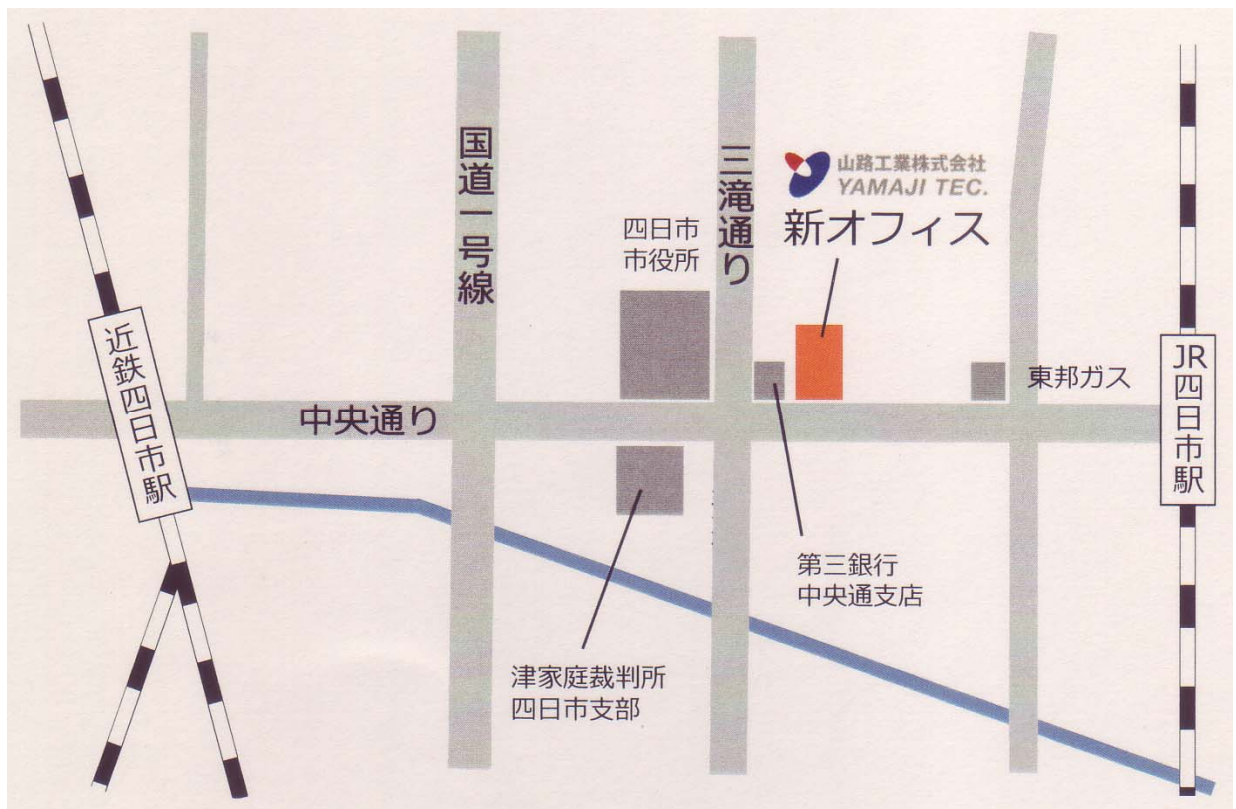 国道一号線
三滝通り
山路工業株式会社
YAMAJI TEC.
新オフィス
四日市
市役所
近鉄四日市駅
中央通り
東邦ガス
JR四日市駅
第三銀行
中央通支店
津家庭裁判所
四日市支部